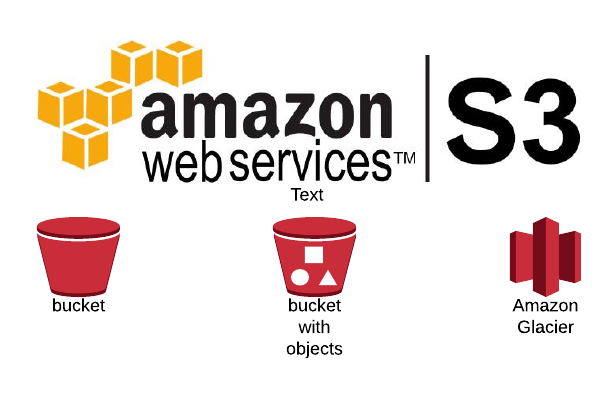 amazon
web services™
S3
Text
bucket
bucket
with
objects
Amazon
Glacier